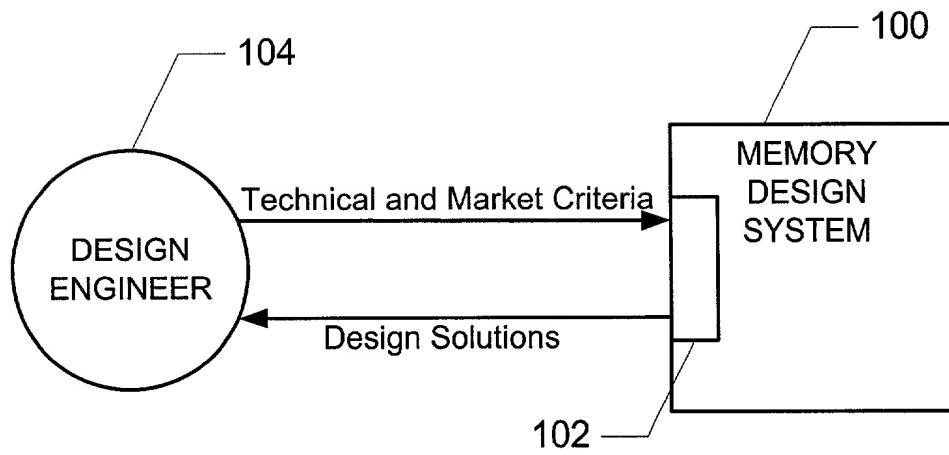 104
100
MEMORY
DESIGN
SYSTEM
Technical and Market Criteria
DESIGN
ENGINEER
Design Solutions
102